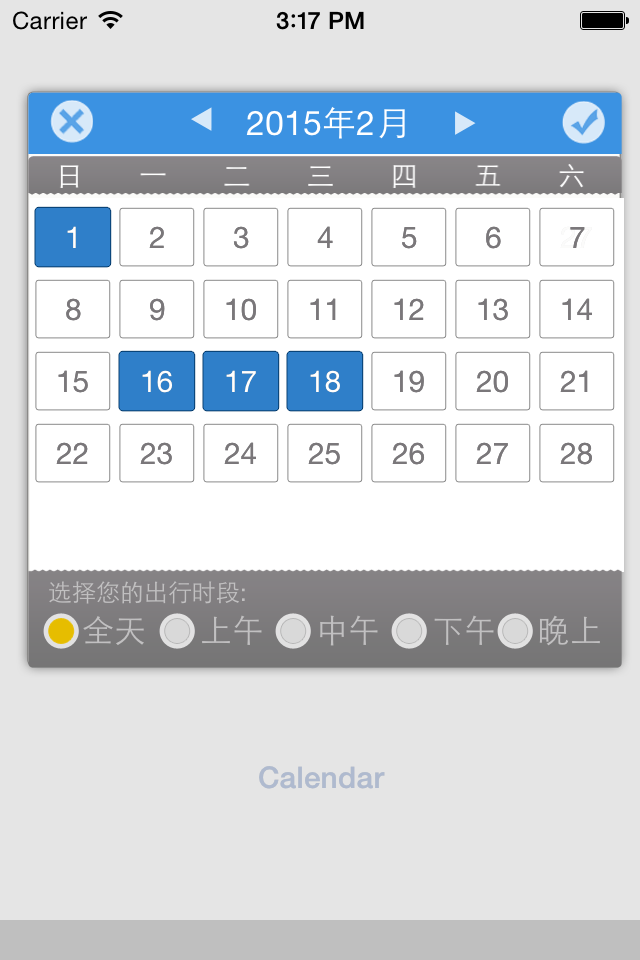 Carrier 3:17 PM
2015年2月
日 一 二 三 四 五 六
1 2 3 4 5 6 7
8 9 10 11 12 13 14
15 16 17 18 19 20 21
22 23 24 25 26 27 28
选择您的出行时段:
全天 上午 中午 下午 晚上
Calendar